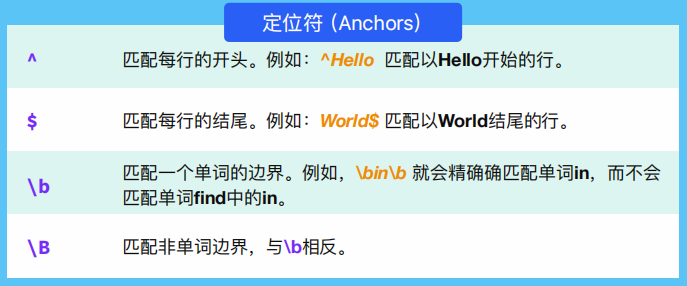 定位符 (Anchors)
^ 匹配每行的开头。例如：^Hello 匹配以Hello开始的行。
$ 匹配每行的结尾。例如：World$ 匹配以World结尾的行。
\b 匹配一个单词的边界。例如，\bin\b 就会精确确匹配单词in，而不会
匹配单词find中的in。
\B 匹配非单词边界，与\b相反。